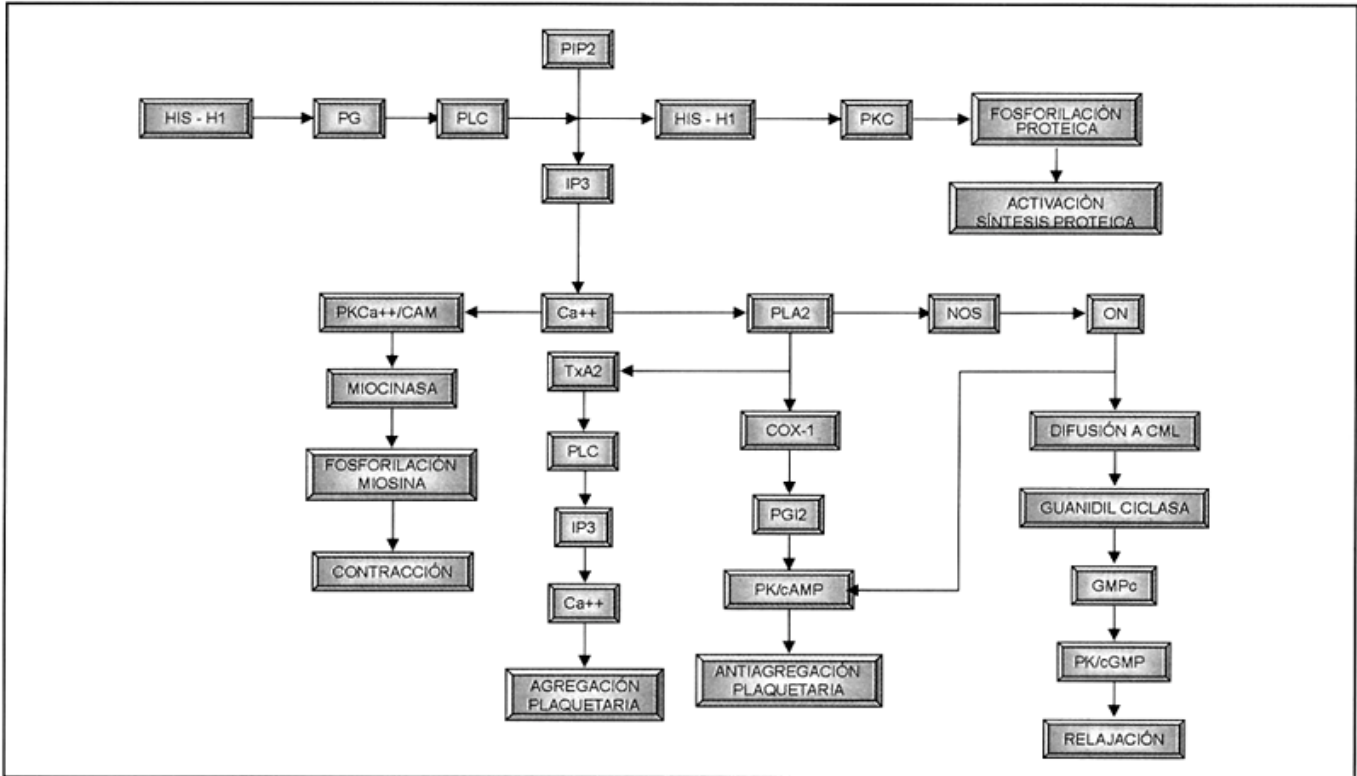 PIP2
HIS - H1
PG
PLC
HIS - H1
PKC
FOSFORILACIÓN
PROTEICA
IP3
ACTIVACIÒN
SÍNTESIS PROTEICA
PKCa++/CAM
Ca++
PLA2
NOS
ON
MIOCINASA
TxA2
COX-1
DIFUSIÓN A CML
FOSFORILACIÓN
MIOSINA
PLC
PGI2
GUANIDIL CICLASA
IP3
CONTRACCIÓN
PK/cAMP
GMPc
Ca++
PK/cGMP
AGREGACIÓN
PLAQUETARIA
ANTIAGREGACIÓN
PLAQUETARIA
RELAJACIÓN